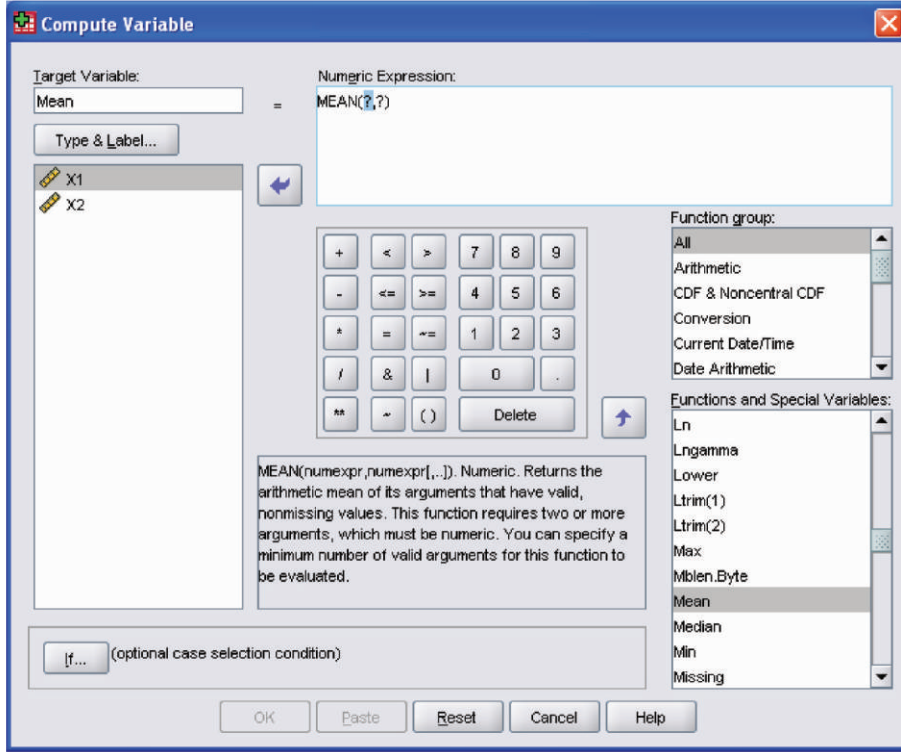 Compute Variable
Target Variable:
Mean
=
Numeric Expression:
MEAN(?,?)
Type & Label...
X1
X2
+ < > 7 8 9
- <= >= 4 5 6
* = ~= 1 2 3
/ & | 0 .
** ~ ( ) Delete
Function group:
All
Arithmetic
CDF & Noncentral CDF
Conversion
Current Date/Time
Date Arithmetic
Functions and Special Variables:
Ln
Lngamma
Lower
Ltrim(1)
Ltrim(2)
Max
Mblen.Byte
Mean
Median
Min
Missing
MEAN(numexpr,numexpr[,..]). Numeric. Returns the
arithmetic mean of its arguments that have valid,
nonmissing values. This function requires two or more
arguments, which must be numeric. You can specify a
minimum number of valid arguments for this function to
be evaluated.
If... (optional case selection condition)
OK Paste Reset Cancel Help